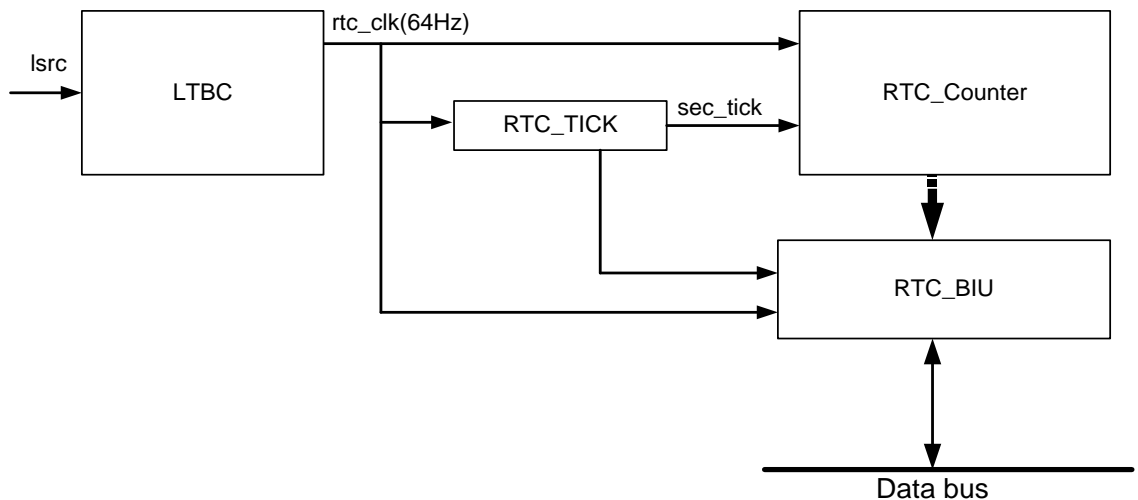 rtc_clk(64Hz)
lsrc
LTBC
RTC_Counter
RTC_TICK
sec_tick
RTC_BIU
Data bus